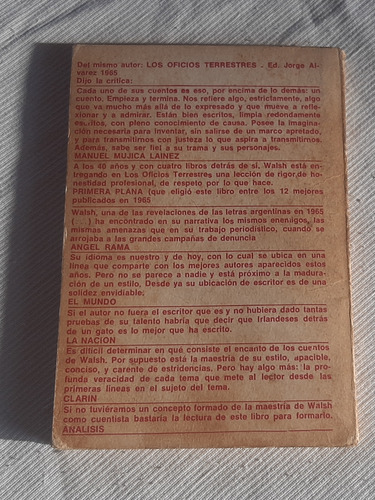 Del mismo autor: LOS OFICIOS TERRESTRES . Ed. Jorge Al-
varez 1965
Dijo la crítica:
Cada uno de sus cuentos es eso, por encima de lo demás: un
cuento. Empieza y termina. Nos refiere algo, estrictamente, algo
que va mucho más allá de lo expresado y que mueve a refle-
xionar y a admirar. Están bien escritos, limpia redondamente
escritos, con pleno conocimiento de causa. Posee la imagina-
ción necesaria para inventar, sin salirse de un marco apretado,
y para transmitirnos con justeza lo que aspira a transmitirnos.
Además, sabe ser fiel a su trama y sus personajes.
MANUEL MUJICA LAINEZ
A los 40 años y con cuatro libros detrás de sí, Walsh está en-
tregando en Los Oficios Terrestres una lección de rigor, de ho-
nestidad profesional, de respeto por lo que hace.
PRIMERA PLANA (que eligió este libro entre los 12 mejores
publicados en 1965
Walsh, una de las revelaciones de las letras argentinas en 1965
(...) ha encontrado en su narrativa los mismos enemigos, las
mismas amenazas que en su trabajo periodístico, cuando se
arrojaba a las grandes campañas de denuncia
ANGEL RAMA
Su idioma es nuestro y de hoy, con lo cual se ubica en una
línea que comparte con los mejores autores aparecidos estos
años. Pero no se parece a nadie y está próximo a la madura-
ción de un estilo. Desde ya su ubicación de escritor es de una
solidez envidiable.
EL MUNDO
Si el autor no fuera el escritor que es y no hubiera dado tantas
pruebas de su talento habría que decir que Irlandeses detrás
de un gato es lo mejor que ha escrito.
LA NACION
Es difícil determinar en qué consiste el encanto de los cuentos
de Walsh. Por supuesto está la maestría de su estilo, apacible,
conciso, y carente de estridencias. Pero hay algo más: la pro-
funda veracidad de cada tema que mete al lector desde las
primeras líneas en el sujeto del tema.
CLARIN
Si no tuviéramos un concepto formado de la maestría de Walsh
como cuentista bastaría la lectura de este libro para formarlo.
ANALISIS